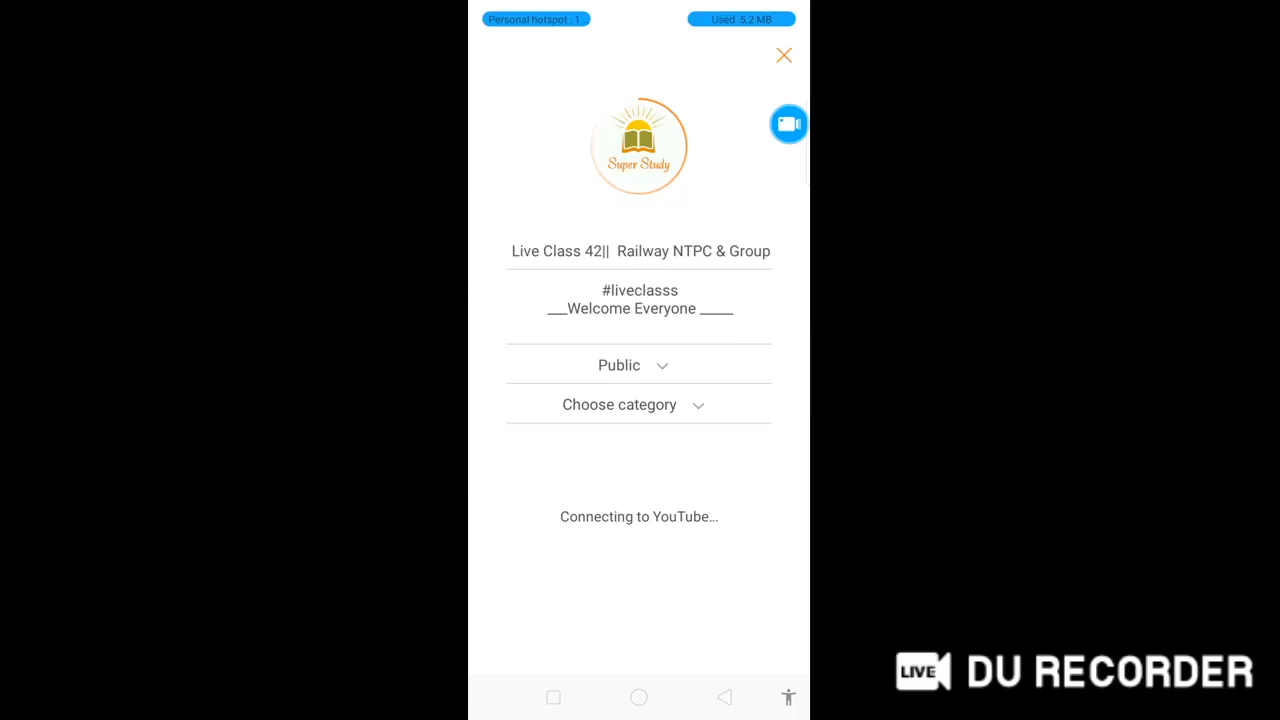 Personal hotspot : 1
Used 5.2 MB
Super Study
Live Class 42|| Railway NTPC & Group
#liveclasss
___Welcome Everyone _____
Public
Choose category
Connecting to YouTube...
LIVE DU RECORDER